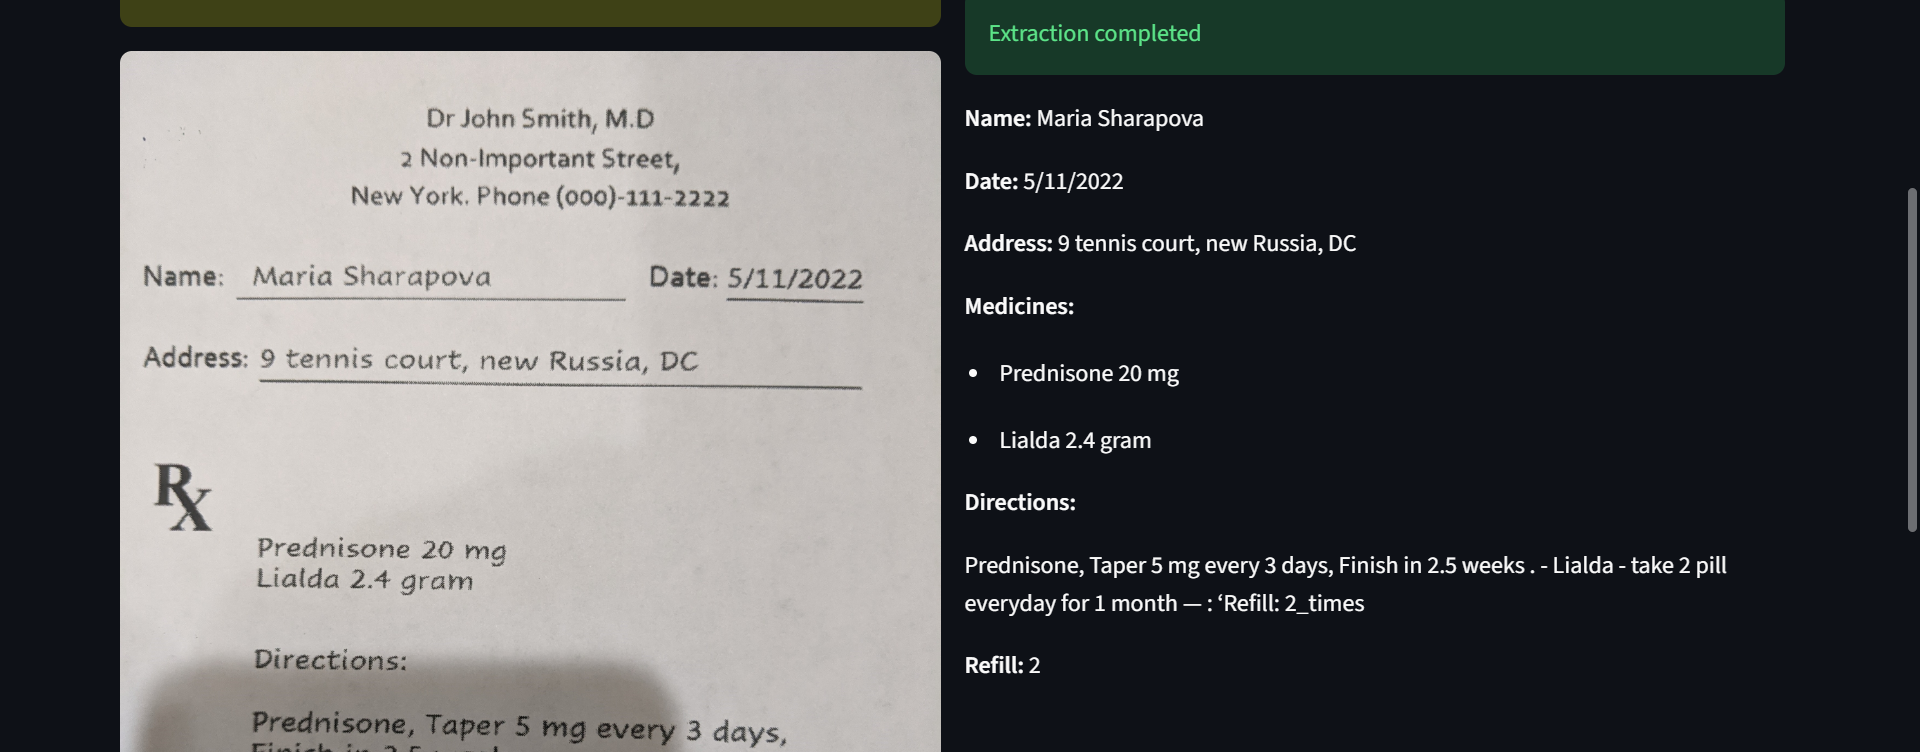 Dr John Smith, M.D
2 Non-Important Street,
New York. Phone (000)-111-2222
Name: Maria Sharapova Date: 5/11/2022
Address: 9 tennis court, new Russia, DC
Rx
Prednisone 20 mg
Lialda 2.4 gram
Directions:
Prednisone, Taper 5 mg every 3 days,
Extraction completed
Name: Maria Sharapova
Date: 5/11/2022
Address: 9 tennis court, new Russia, DC
Medicines:
Prednisone 20 mg
Lialda 2.4 gram
Directions:
Prednisone, Taper 5 mg every 3 days, Finish in 2.5 weeks . - Lialda - take 2 pill
everyday for 1 month — : ‘Refill: 2_times
Refill: 2